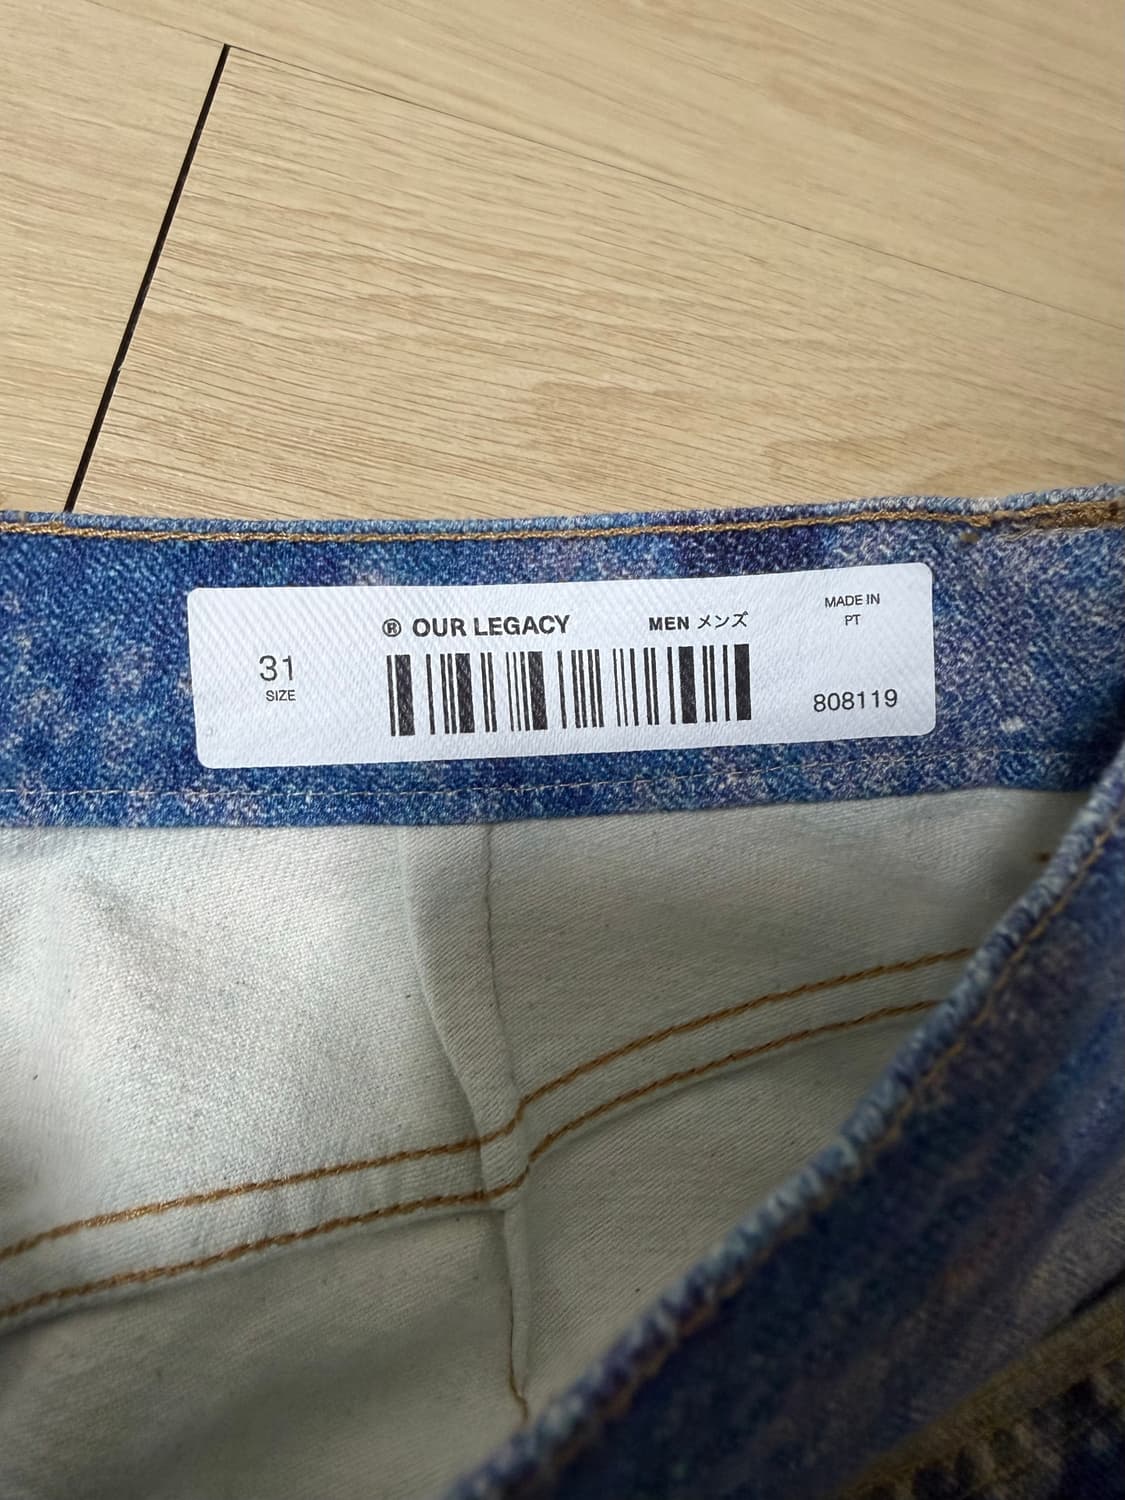 ® OUR LEGACY
MEN メンズ
31
SIZE
MADE IN
PT
808119